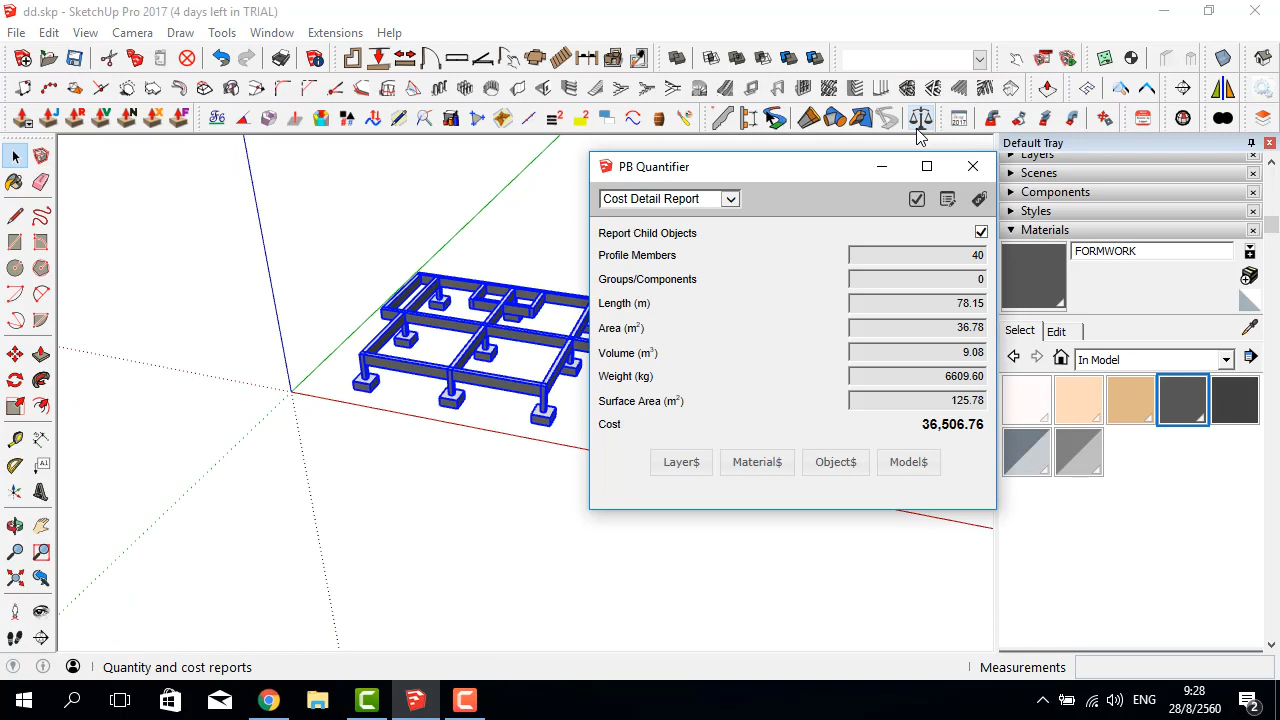 dd.skp - SketchUp Pro 2017 (4 days left in TRIAL)
File Edit View Camera Draw Tools Window Extensions Help
Default Tray
Layers
Scenes
Components
Styles
Materials
FORMWORK
Select Edit
In Model
PB Quantifier
Cost Detail Report
Report Child Objects
Profile Members 40
Groups/Components 0
Length (m) 78.15
Area (m²) 36.78
Volume (m³) 9.08
Weight (kg) 6609.60
Surface Area (m²) 125.78
Cost 36,506.76
Layer$ Material$ Object$ Model$
Quantity and cost reports
Measurements
ENG
9:28
28/8/2560
2